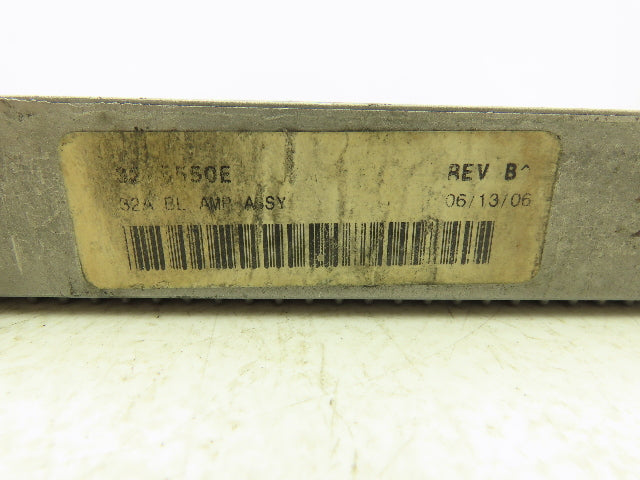 REV B
32A BL AMP ASSY 06/13/06